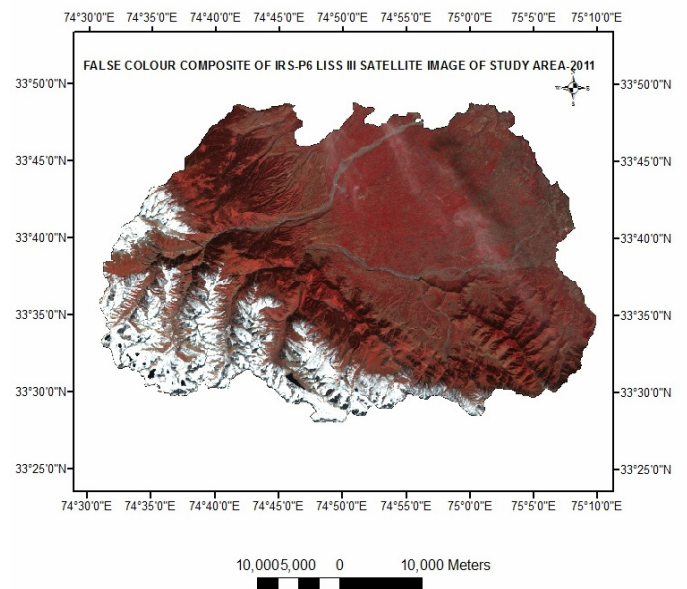 74°30'0"E 74°35'0"E 74°40'0"E 74°45'0"E 74°50'0"E 74°55'0"E 75°0'0"E 75°5'0"E 75°10'0"E
FALSE COLOUR COMPOSITE OF IRS-P6 LISS III SATELLITE IMAGE OF STUDY AREA-2011
33°50'0"N 33°50'0"N
33°45'0"N 33°45'0"N
33°40'0"N 33°40'0"N
33°35'0"N 33°35'0"N
33°30'0"N 33°30'0"N
33°25'0"N 33°25'0"N
74°30'0"E 74°35'0"E 74°40'0"E 74°45'0"E 74°50'0"E 74°55'0"E 75°0'0"E 75°5'0"E 75°10'0"E
10,0005,000 0 10,000 Meters